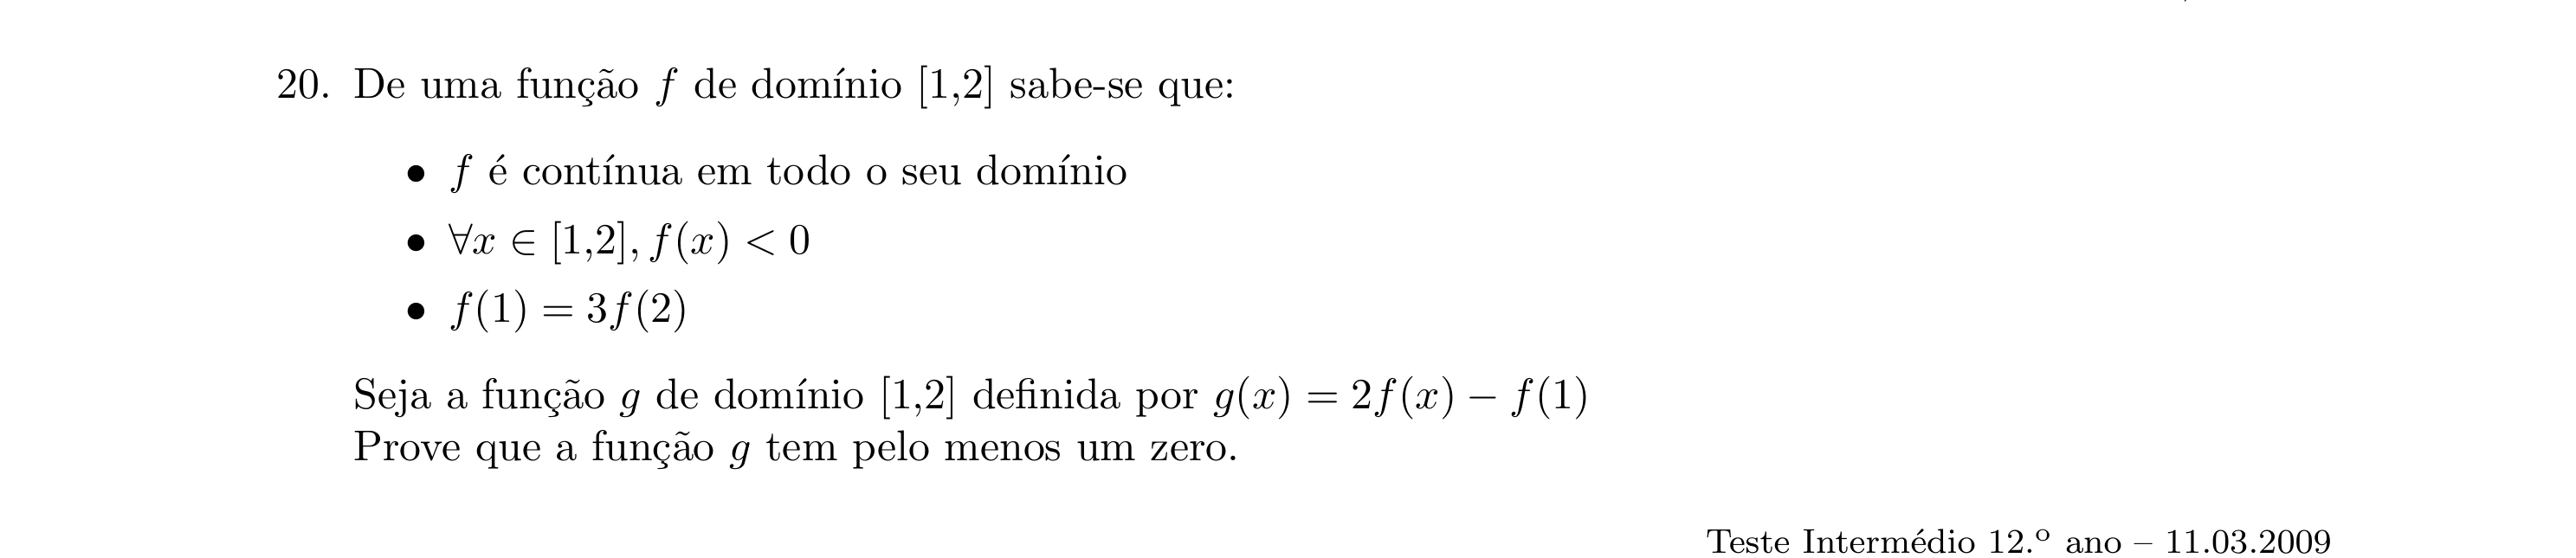 20. De uma função f de domínio [1,2] sabe-se que:
• f é contínua em todo o seu domínio
• ∀x ∈ [1,2], f(x) < 0
• f(1) = 3f(2)
Seja a função g de domínio [1,2] definida por g(x) = 2f(x) − f(1)
Prove que a função g tem pelo menos um zero.
Teste Intermédio 12.º ano – 11.03.2009